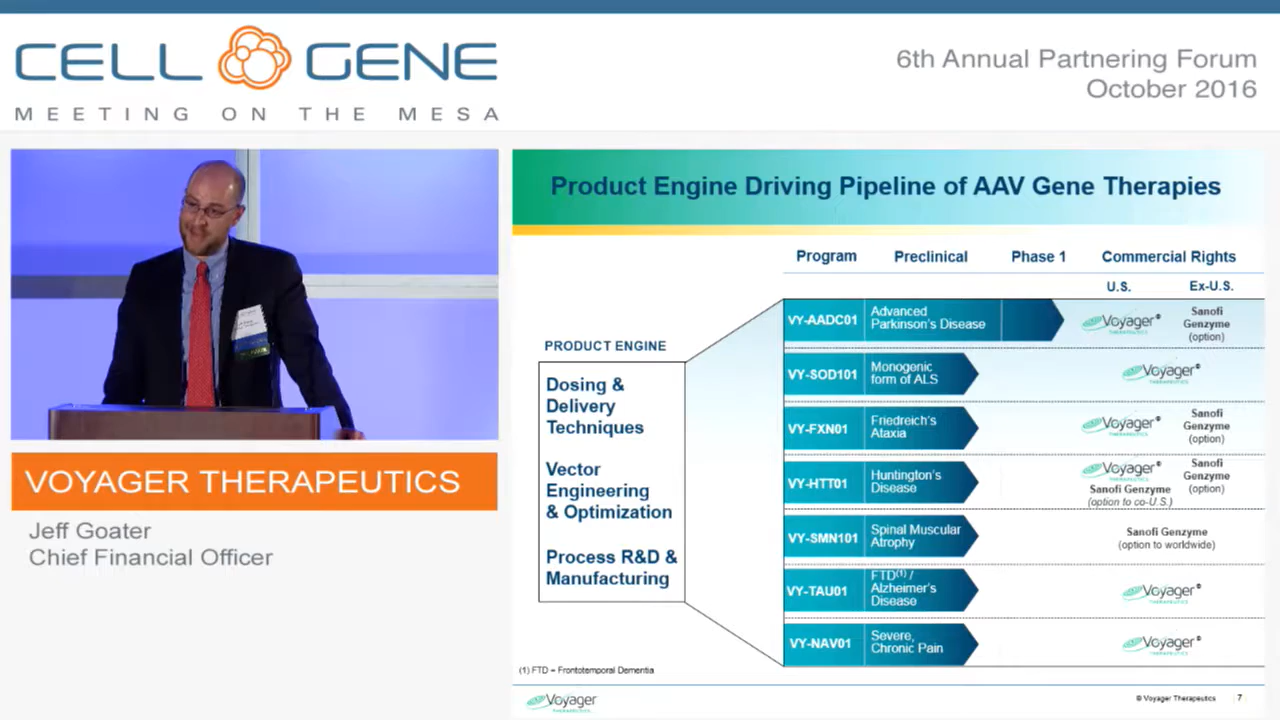 CELL GENE
MEETING ON THE MESA
6th Annual Partnering Forum
October 2016
VOYAGER THERAPEUTICS
Jeff Goater
Chief Financial Officer
Product Engine Driving Pipeline of AAV Gene Therapies
Program Preclinical Phase 1 Commercial Rights
U.S. Ex-U.S.
PRODUCT ENGINE
Dosing &
Delivery
Techniques
Vector
Engineering
& Optimization
Process R&D &
Manufacturing
VY-AADC01
Advanced
Parkinson's Disease
Voyager®
THERAPEUTICS
Sanofi
Genzyme
(option)
VY-SOD101
Monogenic
form of ALS
Voyager®
THERAPEUTICS
VY-FXN01
Friedreich's
Ataxia
Voyager®
THERAPEUTICS
Sanofi
Genzyme
(option)
VY-HTT01
Huntington's
Disease
Voyager®
THERAPEUTICS
Sanofi Genzyme
(option to co-U.S.)
Sanofi
Genzyme
(option)
VY-SMN101
Spinal Muscular
Atrophy
Sanofi Genzyme
(option to worldwide)
VY-TAU01
FTD(1) /
Alzheimer's
Disease
Voyager®
THERAPEUTICS
VY-NAV01
Severe,
Chronic Pain
Voyager®
THERAPEUTICS
(1) FTD = Frontotemporal Dementia
Voyager
THERAPEUTICS
© Voyager Therapeutics 7